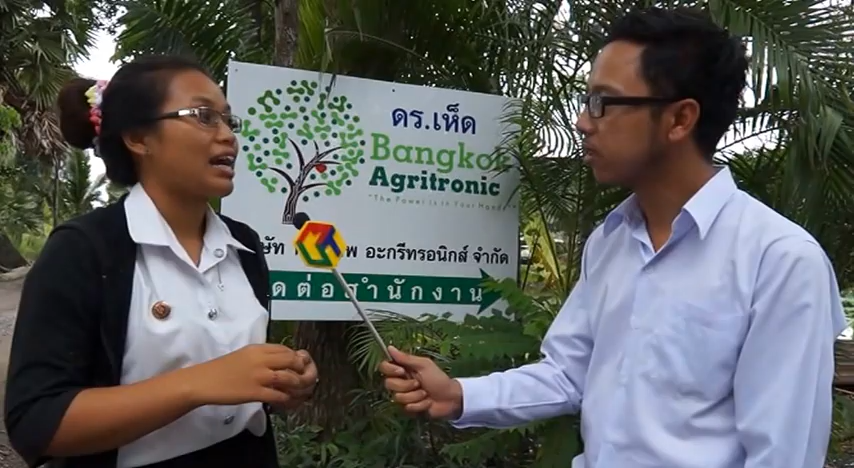 ดร.เห็ด
Bangkok
Agritronic
"The Power Is In Your Hand
อะกรีทรอนิกส์ จำกัด
ต่อสำนักงาน